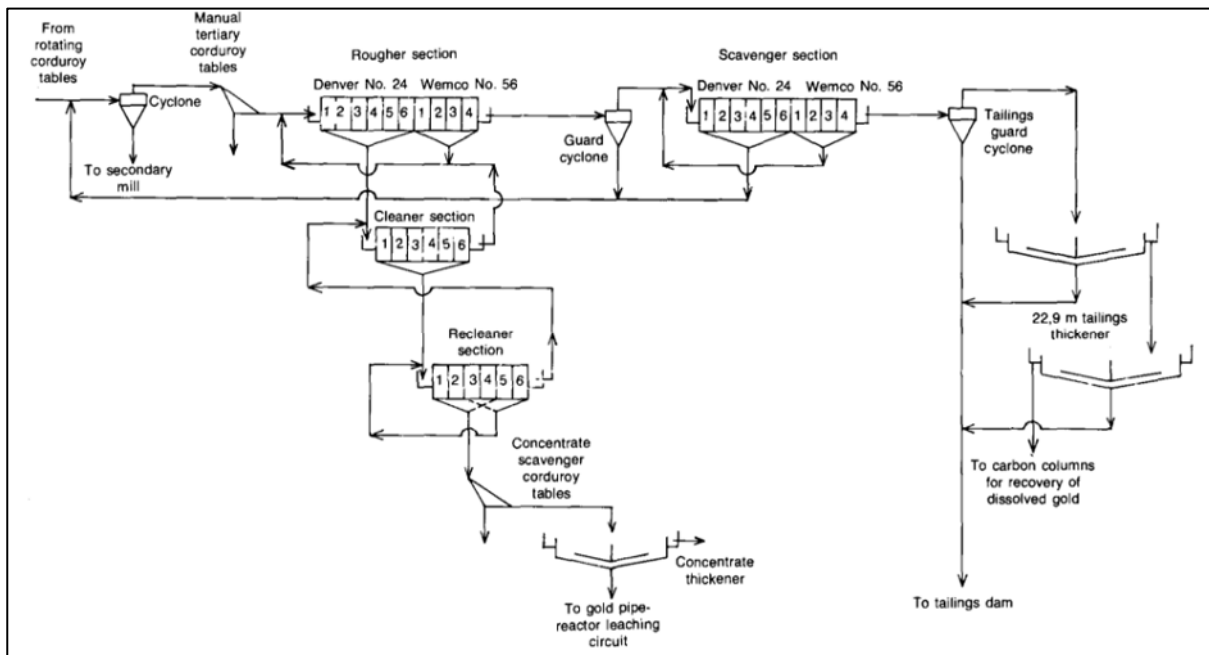 From
rotating
corduroy
tables
Manual
tertiary
corduroy
tables
Cyclone
To secondary
mill
Rougher section
Denver No. 24 Wemco No. 56
1 2 3 4 5 6 1 2 3 4
Guard
cyclone
Scavenger section
Denver No. 24 Wemco No. 56
1 2 3 4 5 6 1 2 3 4
Tailings
guard
cyclone
Cleaner section
1 2 3 4 5 6
Recleaner
section
1 2 3 4 5 6
22,9 m tailings
thickener
Concentrate
scavenger
corduroy
tables
To carbon columns
for recovery of
dissolved gold
Concentrate
thickener
To gold pipe-
reactor leaching
circuit
To tailings dam